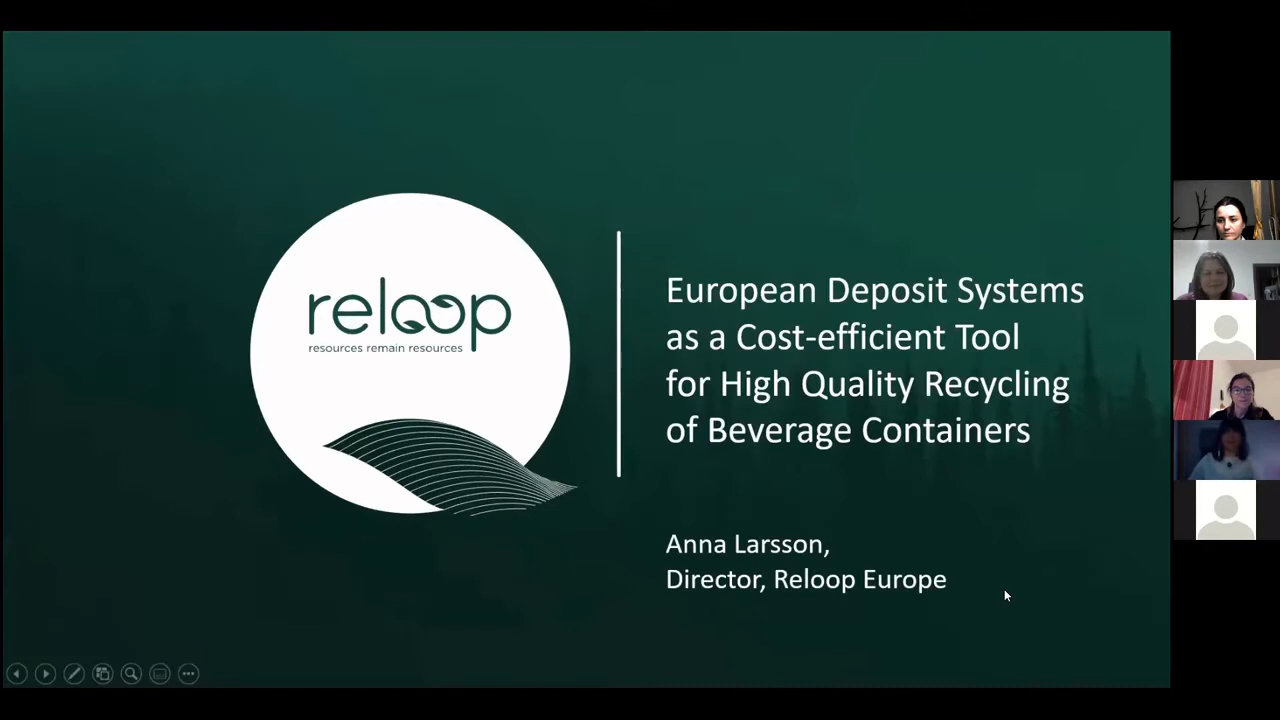 reloop
resources remain resources
European Deposit Systems
as a Cost-efficient Tool
for High Quality Recycling
of Beverage Containers
Anna Larsson,
Director, Reloop Europe